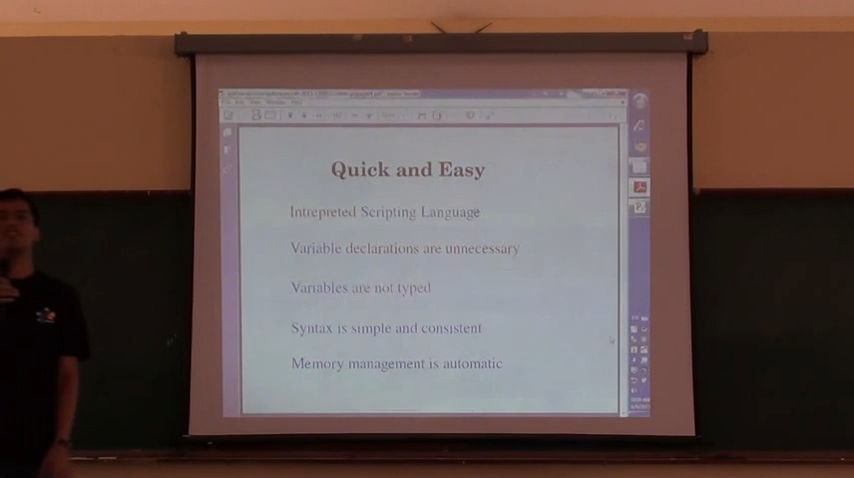 Quick and Easy
Intrepreted Scripting Language
Variable declarations are unnecessary
Variables are not typed
Syntax is simple and consistent
Memory management is automatic